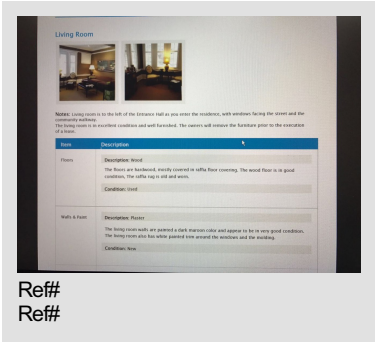 Living Room
Notes: Living room is to the left of the Entrance Hall as you enter the residence, with windows facing the street and the
community walkway.
The living room is in excellent condition and well furnished. The owners will remove the furniture prior to the execution
of a lease.
Item Description
Floors Description: Wood
The floors are hardwood, mostly covered in raffia floor covering. The wood floor is in good
condition. The raffia rug is old and worn.
Condition: Used
Walls & Paint Description: Plaster
The living room walls are painted a dark maroon color and appear to be in very good condition.
The living room also has white painted trim around the windows and the molding.
Condition: New
Ref#
Ref#